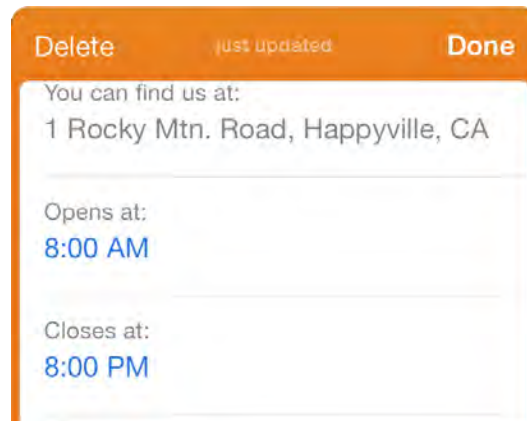 Delete just updated Done
You can find us at:
1 Rocky Mtn. Road, Happyville, CA
Opens at:
8:00 AM
Closes at:
8:00 PM